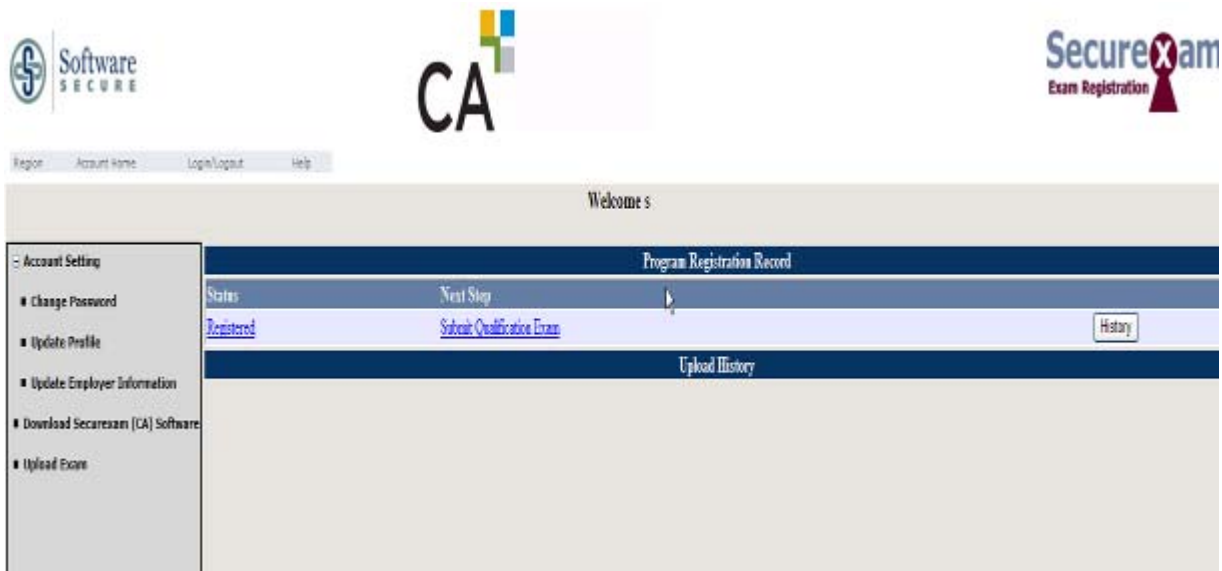 Software
SECURE
CA
Securexam
Exam Registration
Region Account Home Login/Logout Help
Welcome s
Account Setting
Change Password
Update Profile
Update Employer Information
Download Securexam (CA) Software
Upload Exam
Program Registration Record
Status Next Step
Registered Submit Qualification Exam History
Upload History